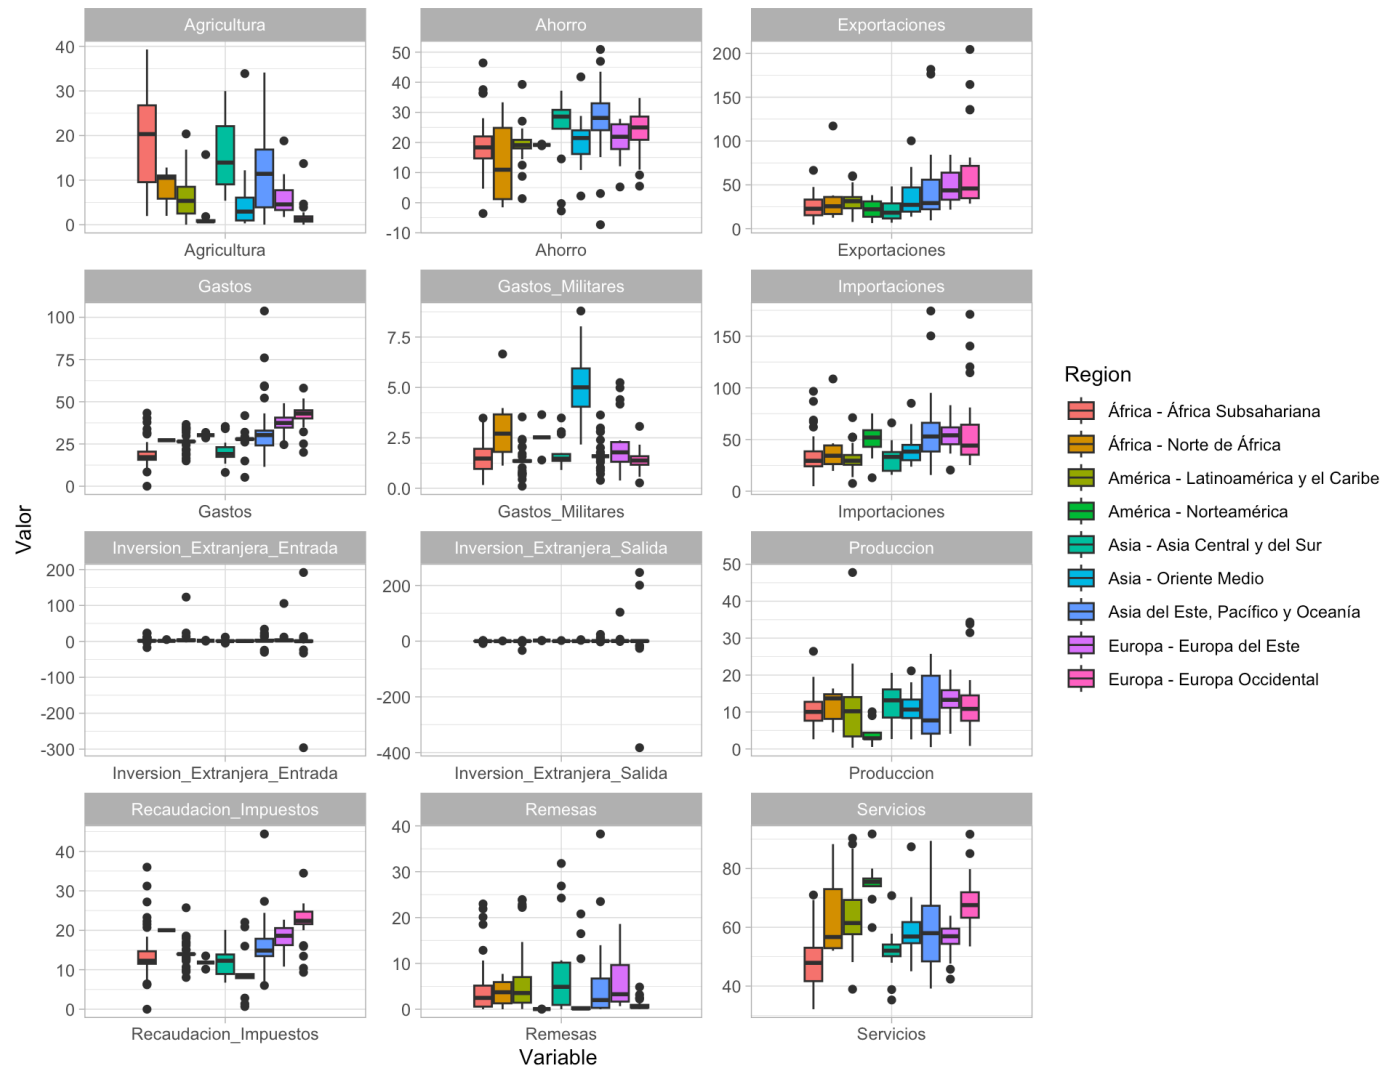 Agricultura
Ahorro
Exportaciones
40
30
20
10
0
50
40
30
20
10
0
-10
200
150
100
50
0
Agricultura
Ahorro
Exportaciones
Gastos
Gastos_Militares
Importaciones
100
75
50
25
0
7.5
5.0
2.5
0.0
150
100
50
0
Gastos
Gastos_Militares
Importaciones
Valor
Inversion_Extranjera_Entrada
Inversion_Extranjera_Salida
Produccion
200
100
0
-100
-200
-300
200
0
-200
-400
50
40
30
20
10
0
Inversion_Extranjera_Entrada
Inversion_Extranjera_Salida
Produccion
Recaudacion_Impuestos
Remesas
Servicios
40
30
20
10
0
40
30
20
10
0
80
60
40
Recaudacion_Impuestos
Remesas
Servicios
Variable
Region
África - África Subsahariana
África - Norte de África
América - Latinoamérica y el Caribe
América - Norteamérica
Asia - Asia Central y del Sur
Asia - Oriente Medio
Asia del Este, Pacífico y Oceanía
Europa - Europa del Este
Europa - Europa Occidental